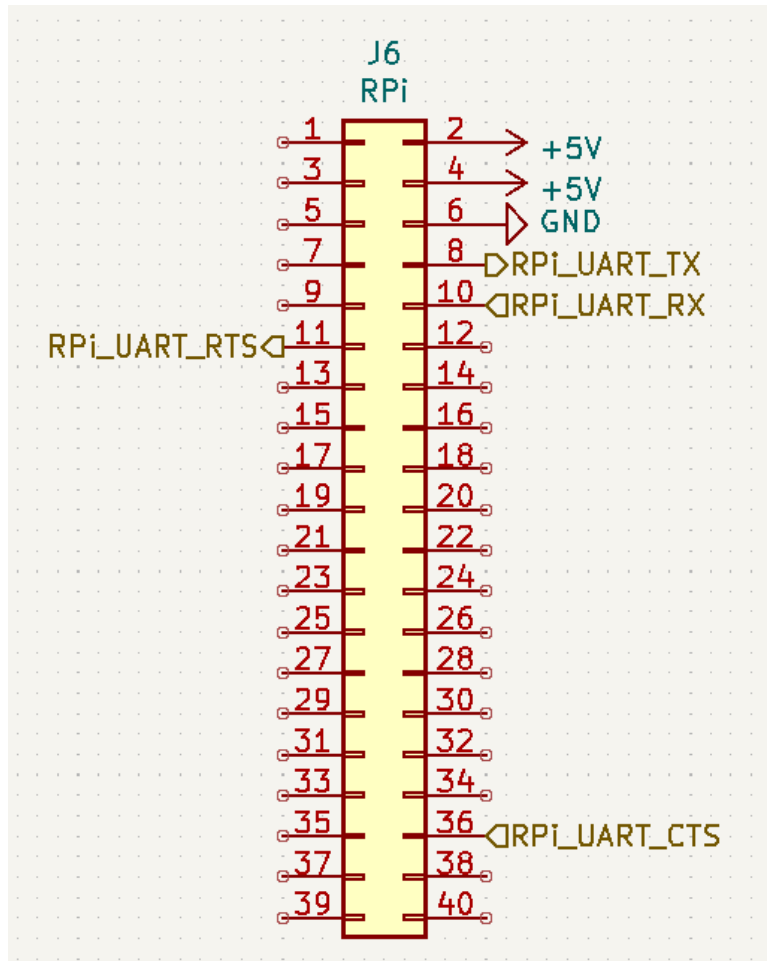 J6
RPi
1 2 +5V
3 4 +5V
5 6 GND
7 8 RPi_UART_TX
9 10 RPi_UART_RX
RPi_UART_RTS 11 12
13 14
15 16
17 18
19 20
21 22
23 24
25 26
27 28
29 30
31 32
33 34
35 36 RPi_UART_CTS
37 38
39 40